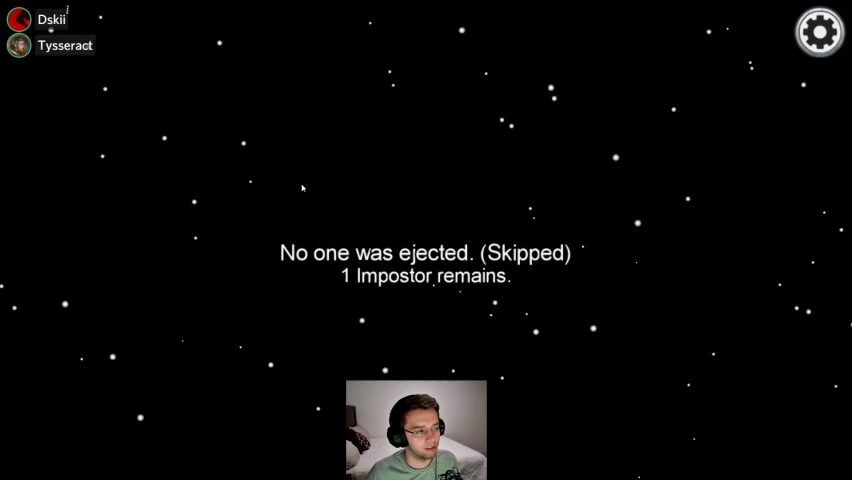 Dskii
Tysseract
No one was ejected. (Skipped)
1 Impostor remains.